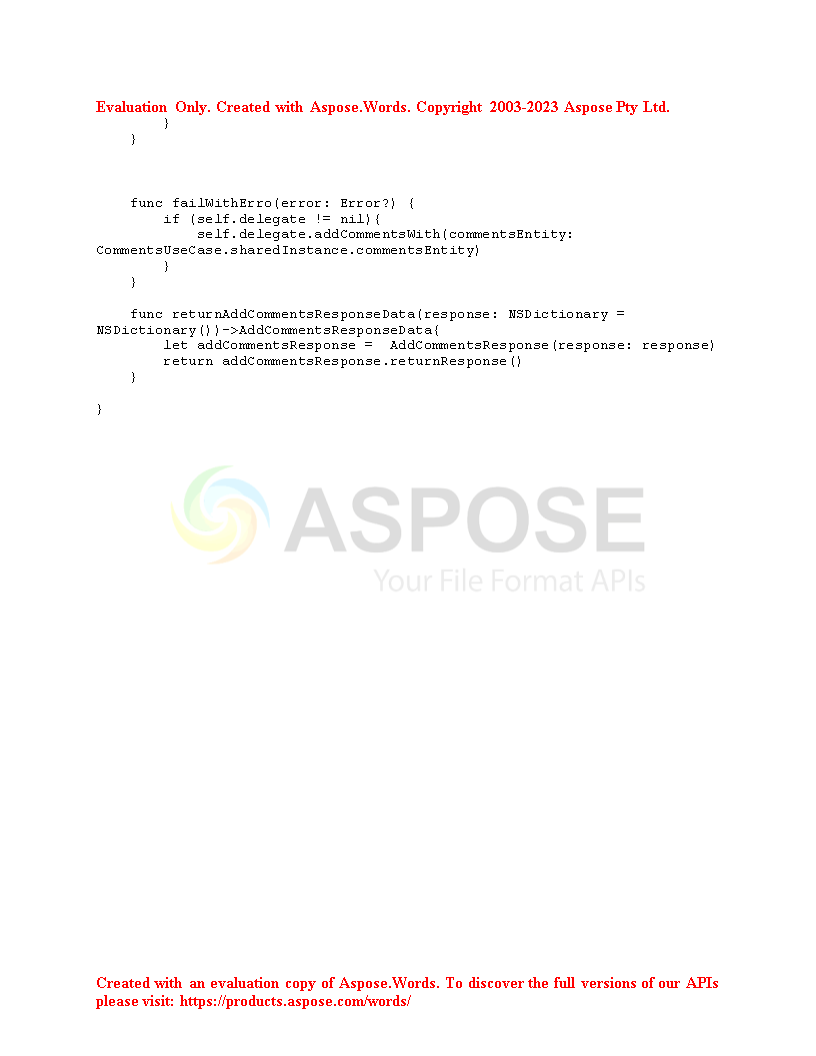 Evaluation Only. Created with Aspose.Words. Copyright 2003-2023 Aspose Pty Ltd.
        }
    }
    func failWithErro(error: Error?) {
        if (self.delegate != nil){
            self.delegate.addCommentsWith(commentsEntity:
CommentsUseCase.sharedInstance.commentsEntity)
        }
    }
    func returnAddCommentsResponseData(response: NSDictionary =
NSDictionary())->AddCommentsResponseData{
        let addCommentsResponse =  AddCommentsResponse(response: response)
        return addCommentsResponse.returnResponse()
    }
}
ASPOSE
Your File Format APIs
Created with an evaluation copy of Aspose.Words. To discover the full versions of our APIs
please visit: https://products.aspose.com/words/